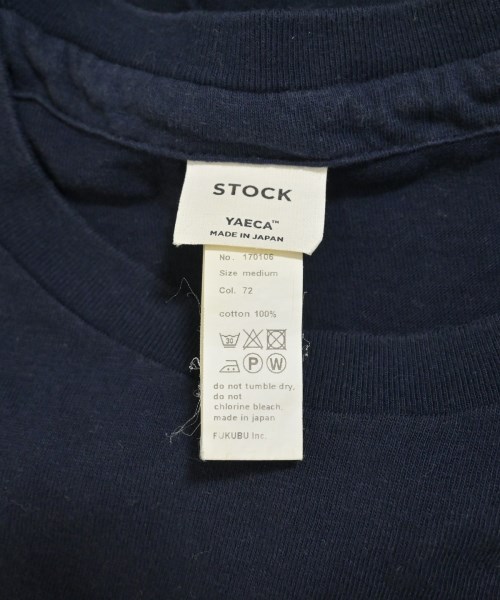 STOCK
YAECA™
MADE IN JAPAN
No. 170106
Size medium
Col. 72
cotton 100%
30
P W
do not tumble dry,
do not
chlorine bleach,
made in japan
FUKUBU Inc.